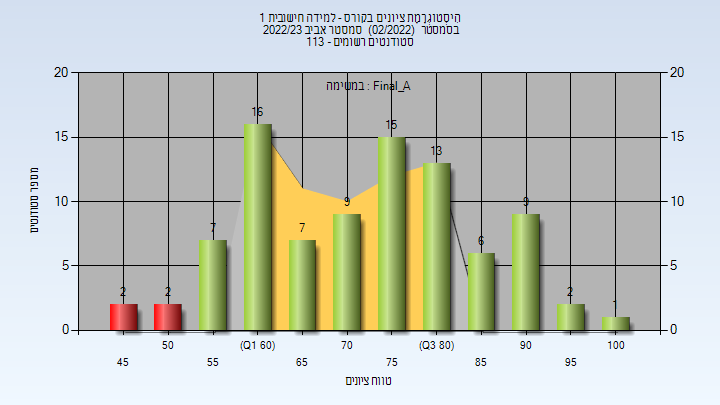 הִיסְטוֹגְרָמַת ציונים בקורס - למידה חישובית 1
בסמסטר (02/2022) סמסטר אביב 2022/23
סטודנטים רשומים - 113
במשימה : Final_A
מספר סטודנטים
20 20
15 15
10 10
5 5
0 0
2 2 7 16 7 9 15 13 6 9 2 1
45 50 55 (Q1 60) 65 70 75 (Q3 80) 85 90 95 100
טווח ציונים